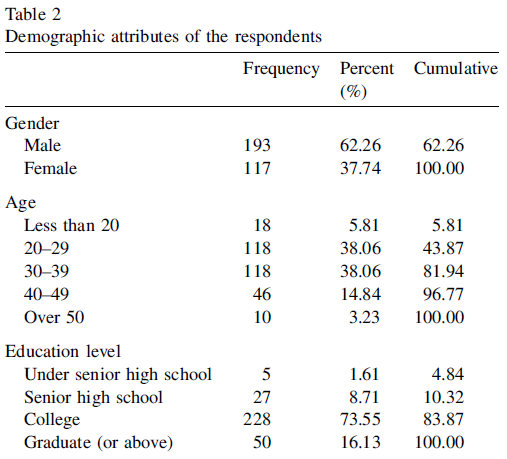 Table 2
Demographic attributes of the respondents
Frequency Percent (%) Cumulative
Gender
Male 193 62.26 62.26
Female 117 37.74 100.00
Age
Less than 20 18 5.81 5.81
20–29 118 38.06 43.87
30–39 118 38.06 81.94
40–49 46 14.84 96.77
Over 50 10 3.23 100.00
Education level
Under senior high school 5 1.61 4.84
Senior high school 27 8.71 10.32
College 228 73.55 83.87
Graduate (or above) 50 16.13 100.00